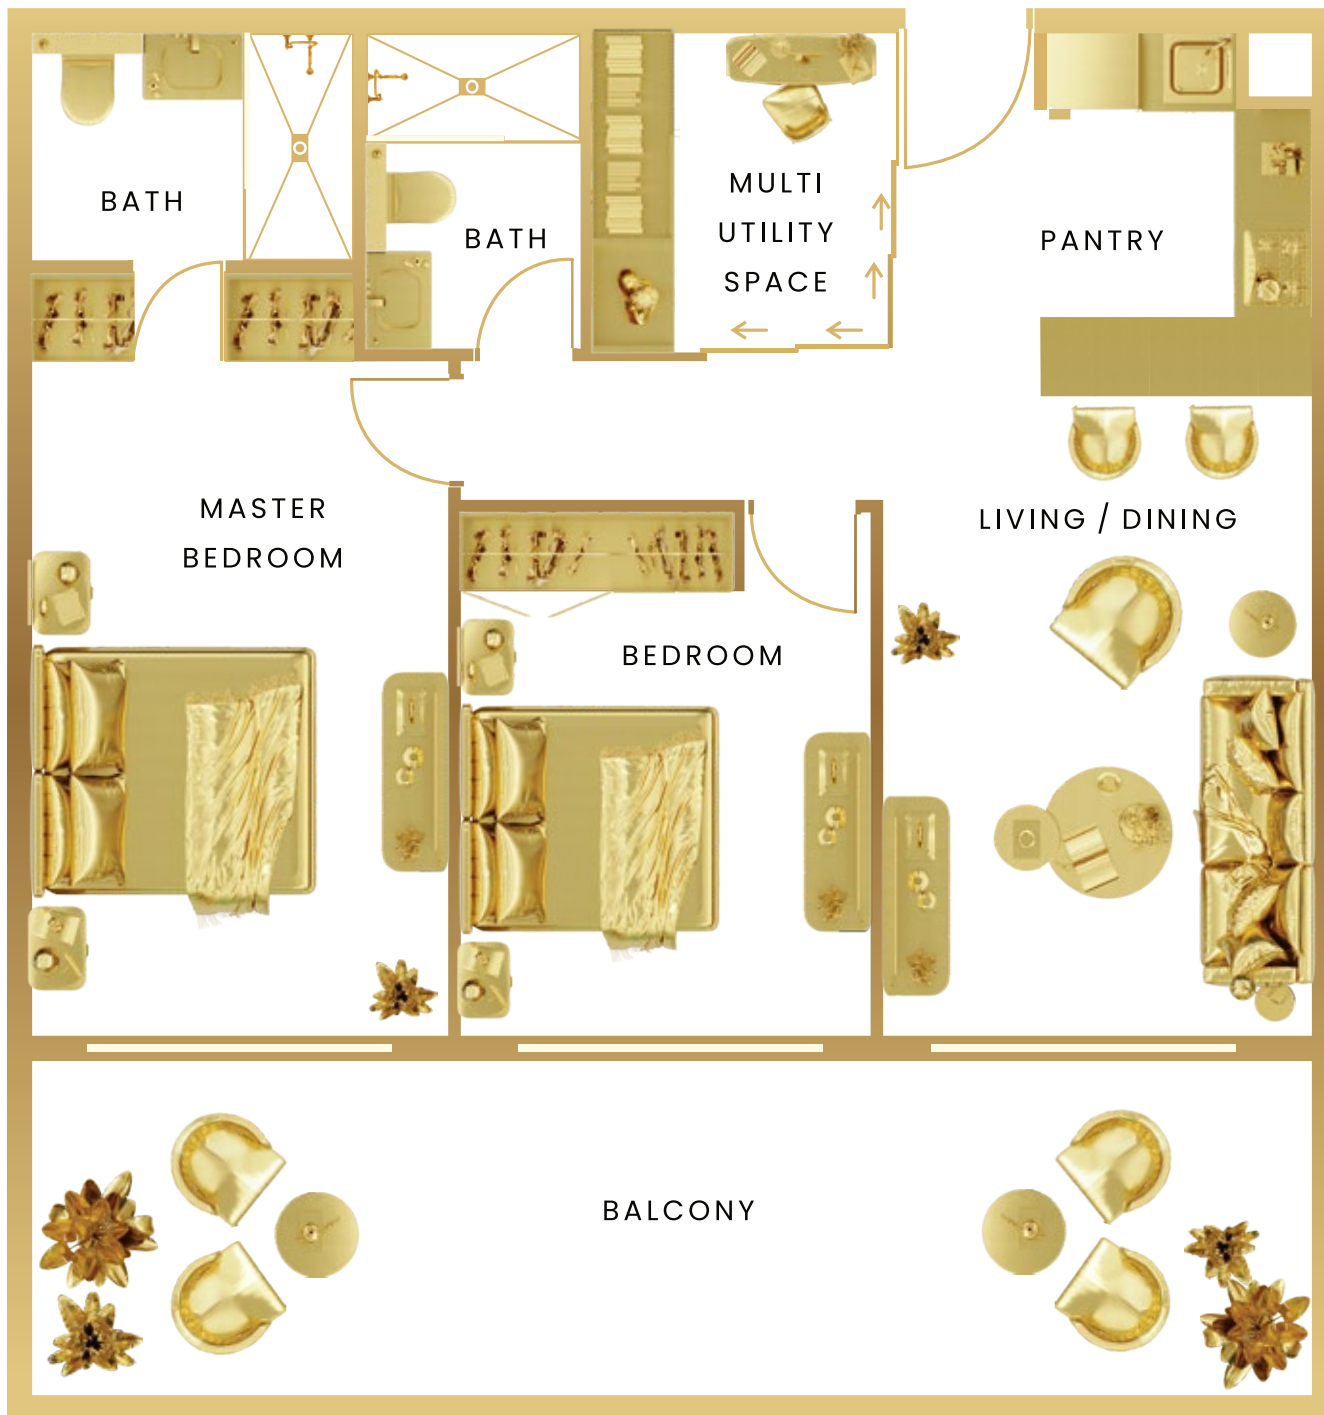 BATH
BATH
MULTI
UTILITY
SPACE
PANTRY
MASTER
BEDROOM
LIVING / DINING
BEDROOM
BALCONY